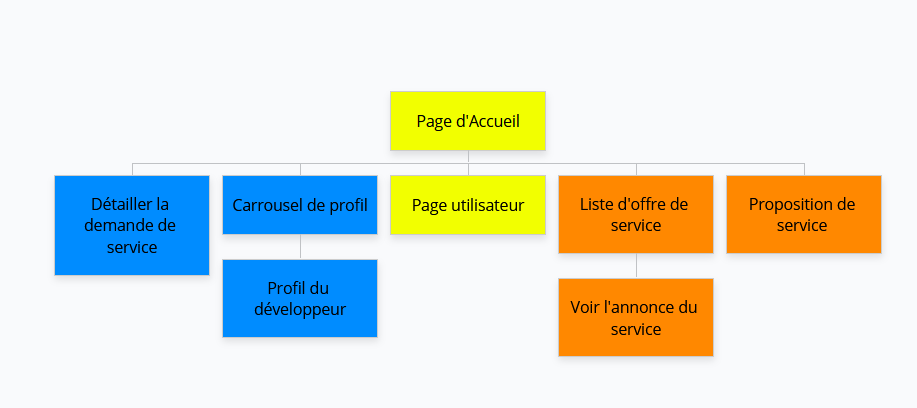 Page d'Accueil
Détailler la
demande de
service
Carrousel de profil
Page utilisateur
Liste d'offre de
service
Proposition de
service
Profil du
développeur
Voir l'annonce du
service